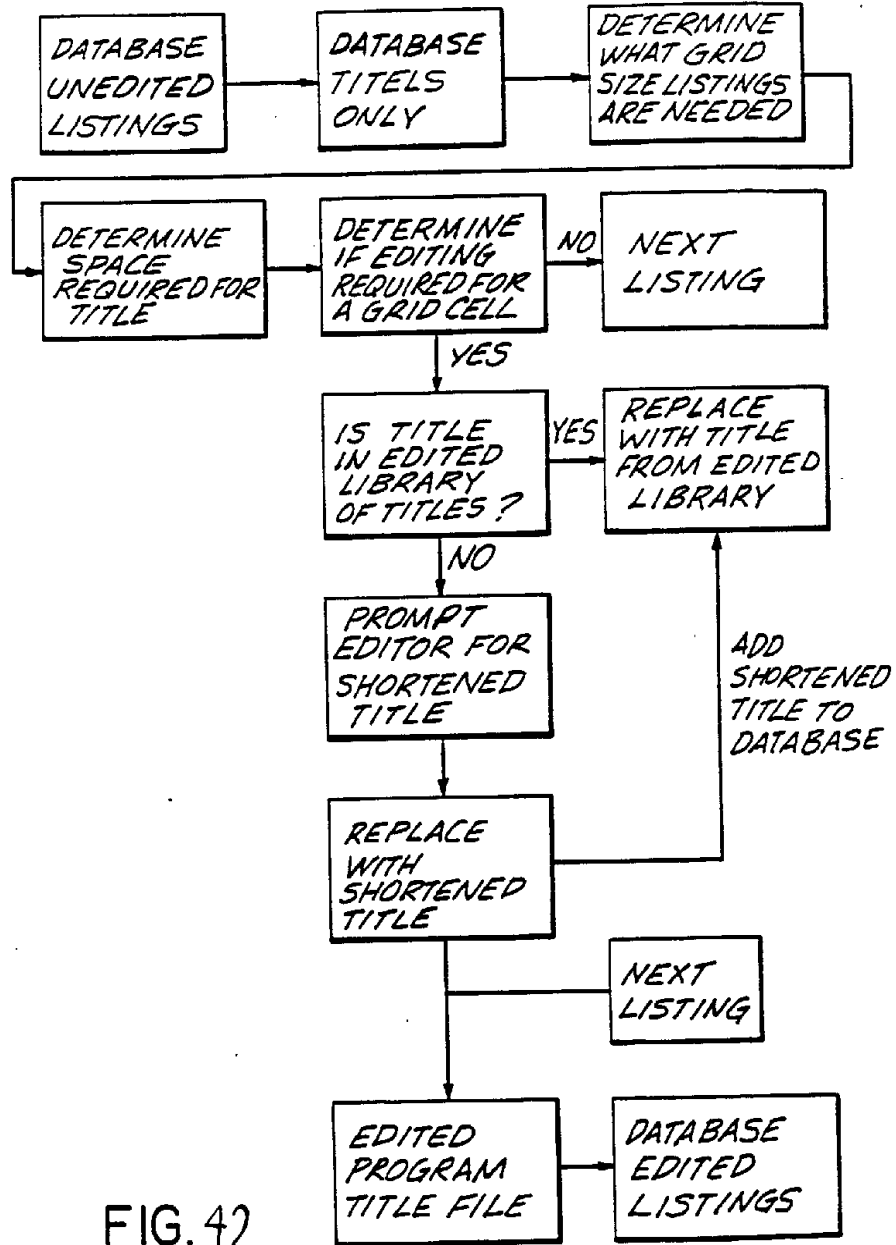 DATABASE
UNEDITED
LISTINGS
DATABASE
TITELS
ONLY
DETERMINE
WHAT GRID
SIZE LISTINGS
ARE NEEDED
DETERMINE
SPACE
REQUIRED FOR
TITLE
DETERMINE
IF EDITING
REQUIRED FOR
A GRID CELL
NO
NEXT
LISTING
YES
IS TITLE
IN EDITED
LIBRARY
OF TITLES?
YES
REPLACE
WITH TITLE
FROM EDITED
LIBRARY
NO
PROMPT
EDITOR FOR
SHORTENED
TITLE
ADD
SHORTENED
TITLE TO
DATABASE
REPLACE
WITH
SHORTENED
TITLE
NEXT
LISTING
EDITED
PROGRAM
TITLE FILE
DATABASE
EDITED
LISTINGS
FIG. 42